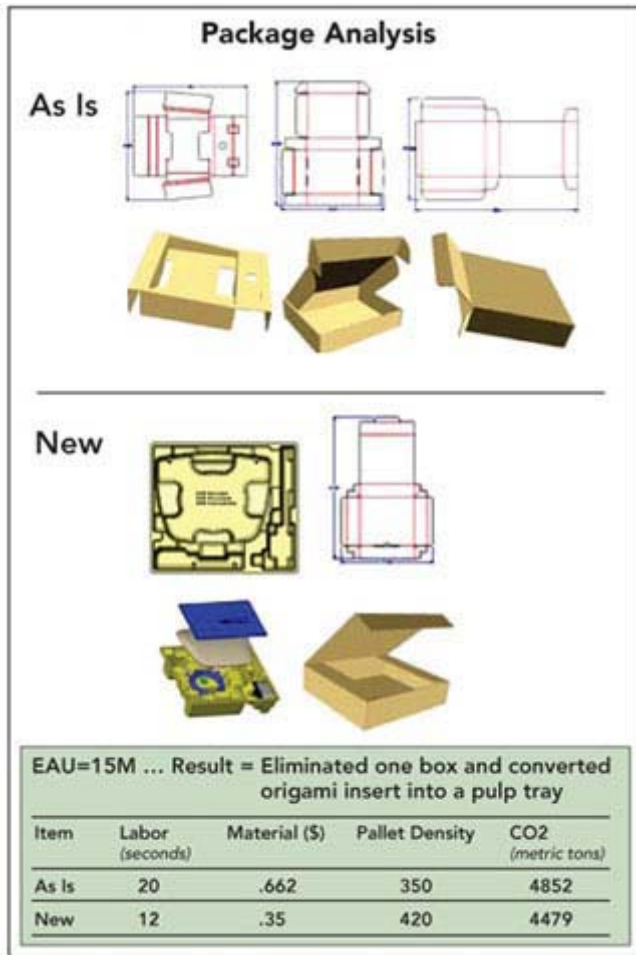 Package Analysis
As Is
New
EAU=15M ... Result = Eliminated one box and converted
origami insert into a pulp tray
Item Labor Material ($) Pallet Density CO2
(seconds) (metric tons)
As Is 20 .662 350 4852
New 12 .35 420 4479